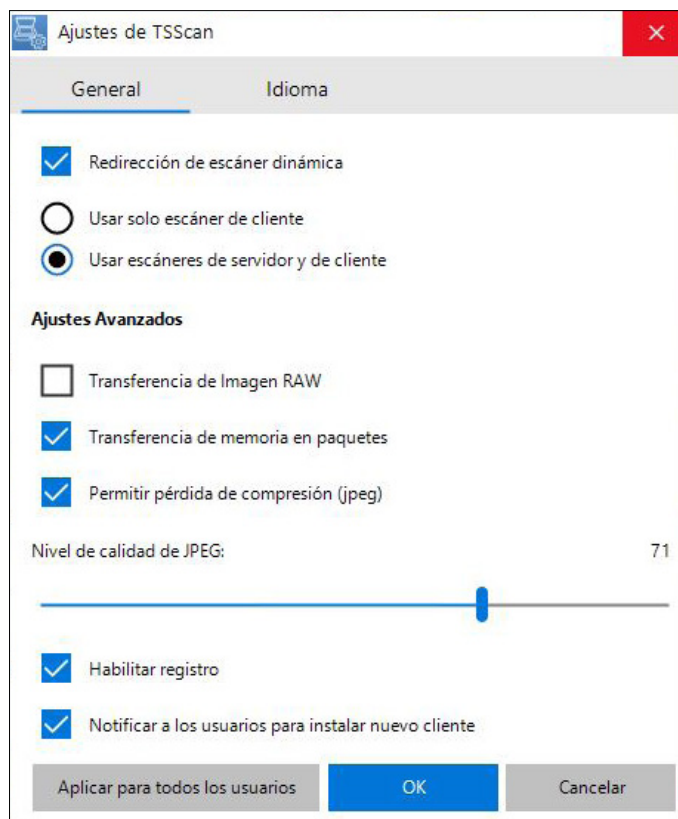 Ajustes de TSScan
General Idioma
Redirección de escáner dinámica
Usar solo escáner de cliente
Usar escáneres de servidor y de cliente
Ajustes Avanzados
Transferencia de Imagen RAW
Transferencia de memoria en paquetes
Permitir pérdida de compresión (jpeg)
Nivel de calidad de JPEG: 71
Habilitar registro
Notificar a los usuarios para instalar nuevo cliente
Aplicar para todos los usuarios OK Cancelar